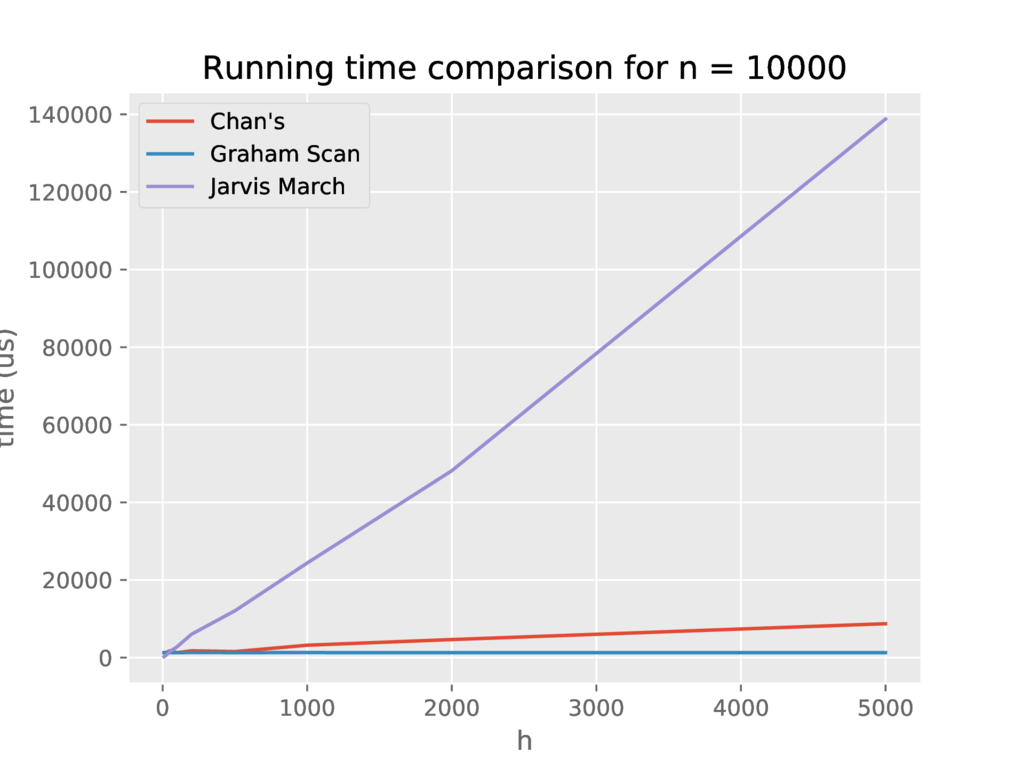 Running time comparison for n = 10000
Chan's
Graham Scan
Jarvis March
140000
120000
100000
80000
60000
40000
20000
0
time (us)
0 1000 2000 3000 4000 5000
h